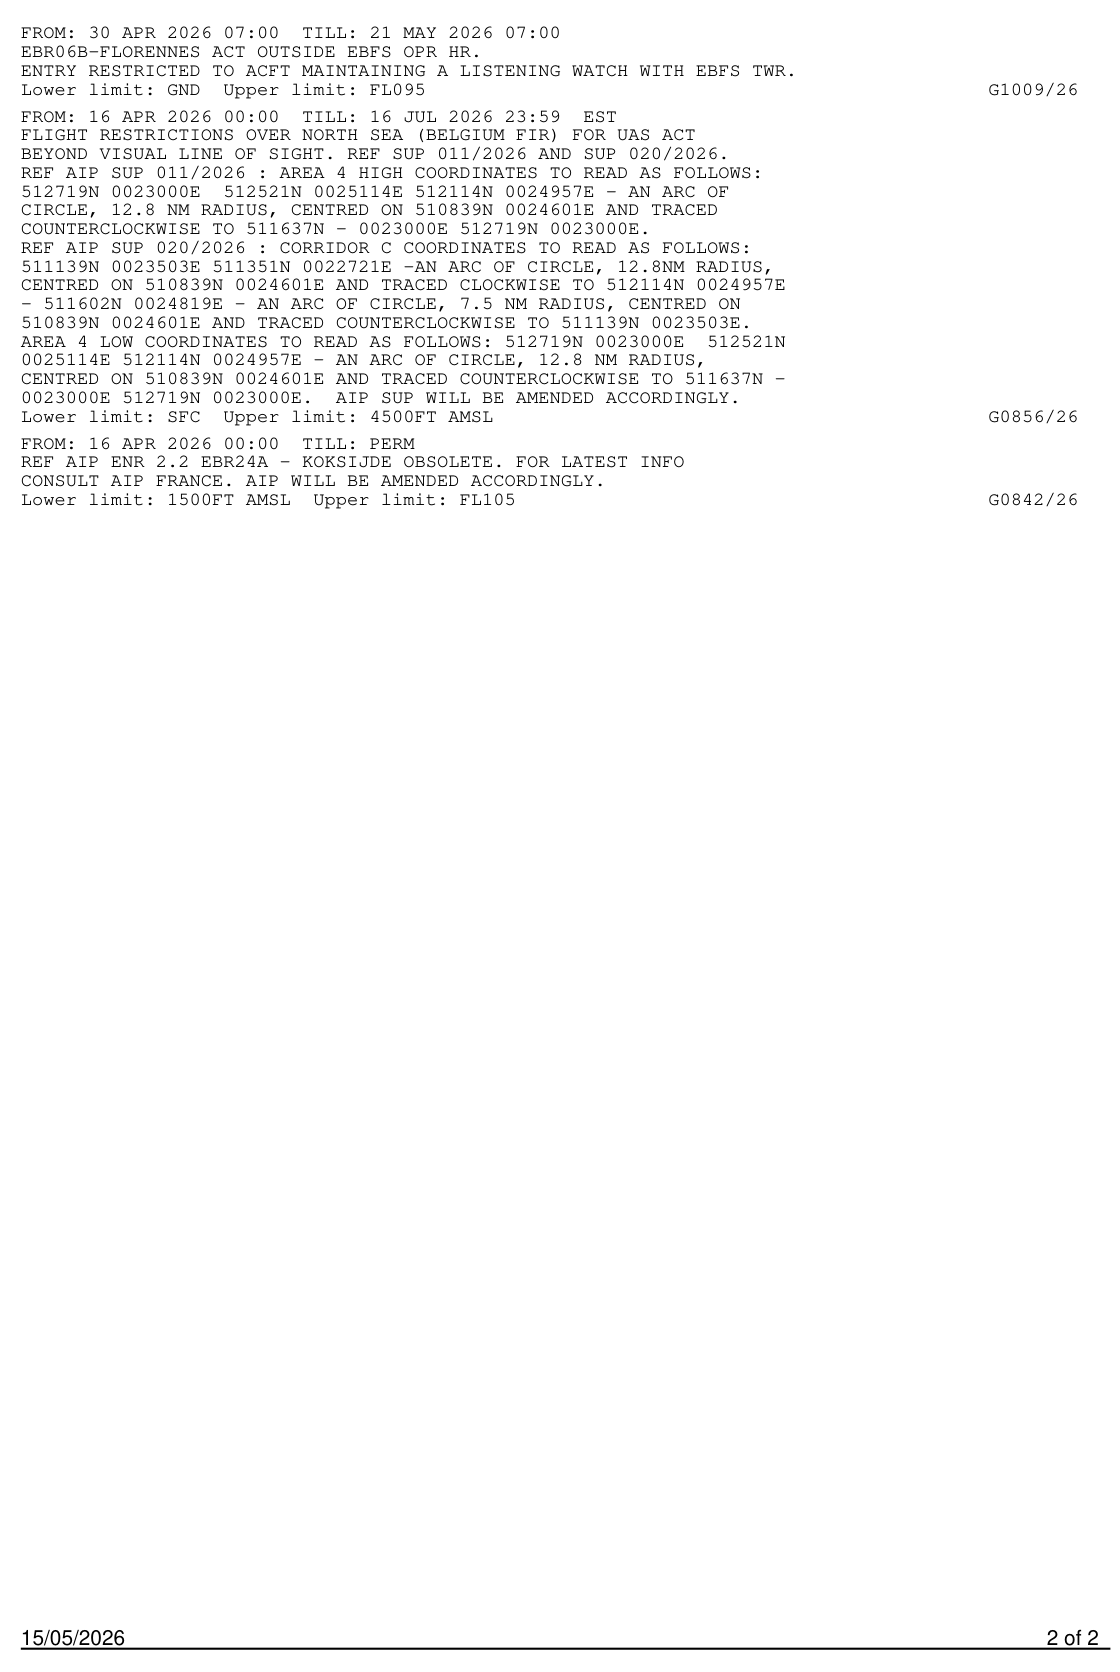 FROM: 30 APR 2026 07:00  TILL: 21 MAY 2026 07:00
EBR06B-FLORENNES ACT OUTSIDE EBFS OPR HR.
ENTRY RESTRICTED TO ACFT MAINTAINING A LISTENING WATCH WITH EBFS TWR.
Lower limit: GND  Upper limit: FL095 G1009/26
FROM: 16 APR 2026 00:00  TILL: 16 JUL 2026 23:59  EST
FLIGHT RESTRICTIONS OVER NORTH SEA (BELGIUM FIR) FOR UAS ACT
BEYOND VISUAL LINE OF SIGHT. REF SUP 011/2026 AND SUP 020/2026.
REF AIP SUP 011/2026 : AREA 4 HIGH COORDINATES TO READ AS FOLLOWS:
512719N 0023000E  512521N 0025114E 512114N 0024957E - AN ARC OF
CIRCLE, 12.8 NM RADIUS, CENTRED ON 510839N 0024601E AND TRACED
COUNTERCLOCKWISE TO 511637N - 0023000E 512719N 0023000E.
REF AIP SUP 020/2026 : CORRIDOR C COORDINATES TO READ AS FOLLOWS:
511139N 0023503E 511351N 0022721E -AN ARC OF CIRCLE, 12.8NM RADIUS,
CENTRED ON 510839N 0024601E AND TRACED CLOCKWISE TO 512114N 0024957E
- 511602N 0024819E - AN ARC OF CIRCLE, 7.5 NM RADIUS, CENTRED ON
510839N 0024601E AND TRACED COUNTERCLOCKWISE TO 511139N 0023503E.
AREA 4 LOW COORDINATES TO READ AS FOLLOWS: 512719N 0023000E  512521N
0025114E 512114N 0024957E - AN ARC OF CIRCLE, 12.8 NM RADIUS,
CENTRED ON 510839N 0024601E AND TRACED COUNTERCLOCKWISE TO 511637N -
0023000E 512719N 0023000E.  AIP SUP WILL BE AMENDED ACCORDINGLY.
Lower limit: SFC  Upper limit: 4500FT AMSL G0856/26
FROM: 16 APR 2026 00:00  TILL: PERM
REF AIP ENR 2.2 EBR24A - KOKSIJDE OBSOLETE. FOR LATEST INFO
CONSULT AIP FRANCE. AIP WILL BE AMENDED ACCORDINGLY.
Lower limit: 1500FT AMSL  Upper limit: FL105 G0842/26
15/05/2026 2 of 2